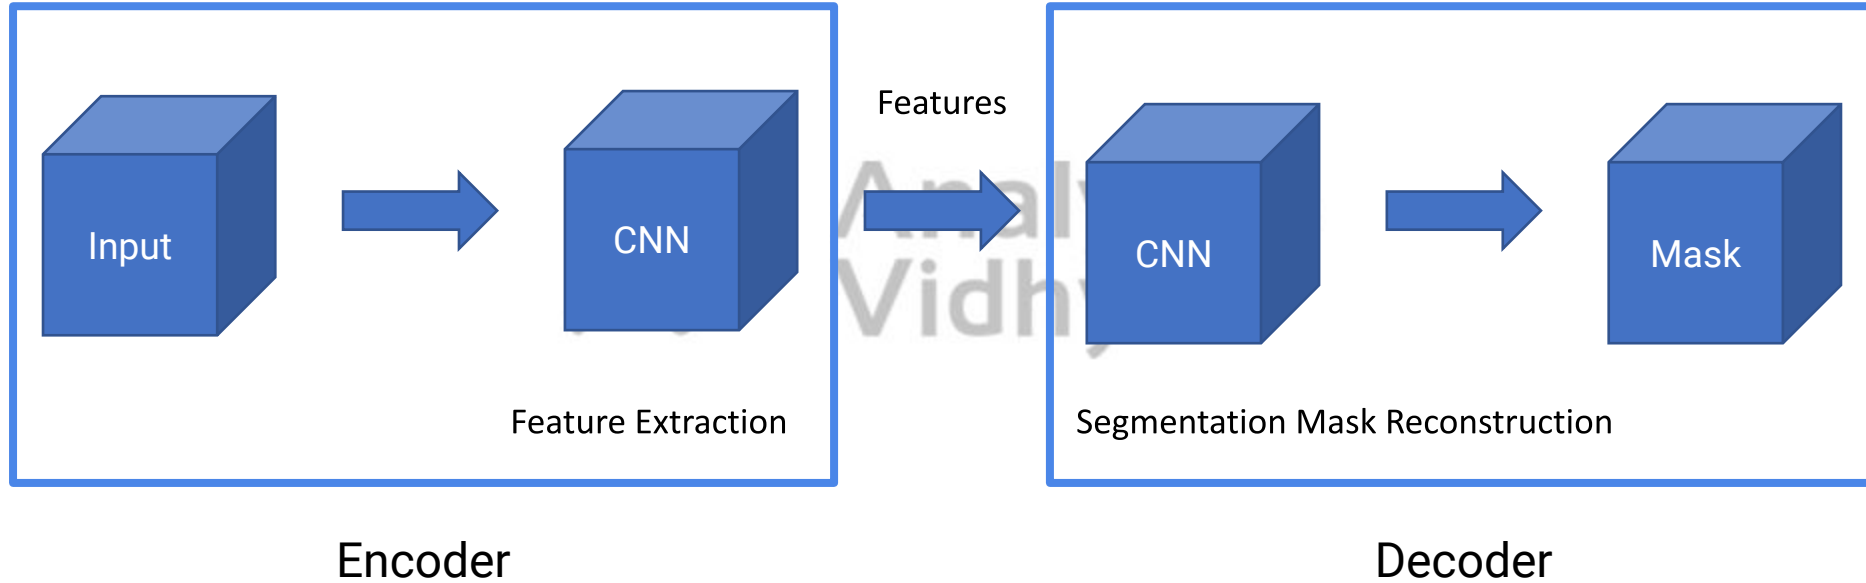 Features
Input
CNN
CNN
Mask
Feature Extraction
Segmentation Mask Reconstruction
Encoder
Decoder